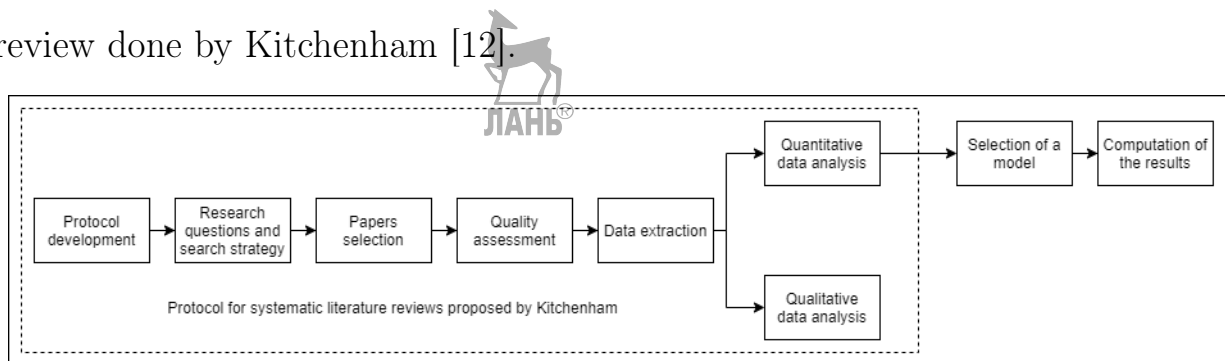 review done by Kitchenham [12].
ЛАНЬ®
Quantitative
data analysis
Selection of a
model
Computation of
the results
Protocol
development
Research
questions and
search strategy
Papers
selection
Quality
assessment
Data extraction
Protocol for systematic literature reviews proposed by Kitchenham
Qualitative
data analysis